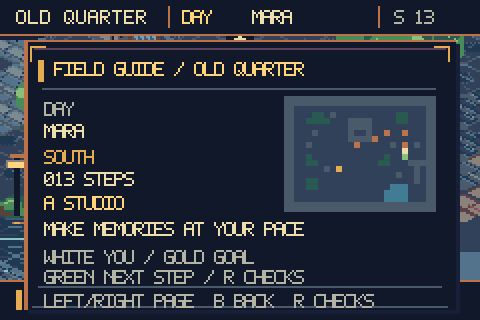 OLD QUARTER DAY MARA S 13
FIELD GUIDE / OLD QUARTER
DAY
MARA
SOUTH
013 STEPS
A STUDIO
MAKE MEMORIES AT YOUR PACE
WHITE YOU / GOLD GOAL
GREEN NEXT STEP / R CHECKS
LEFT/RIGHT PAGE B BACK R CHECKS